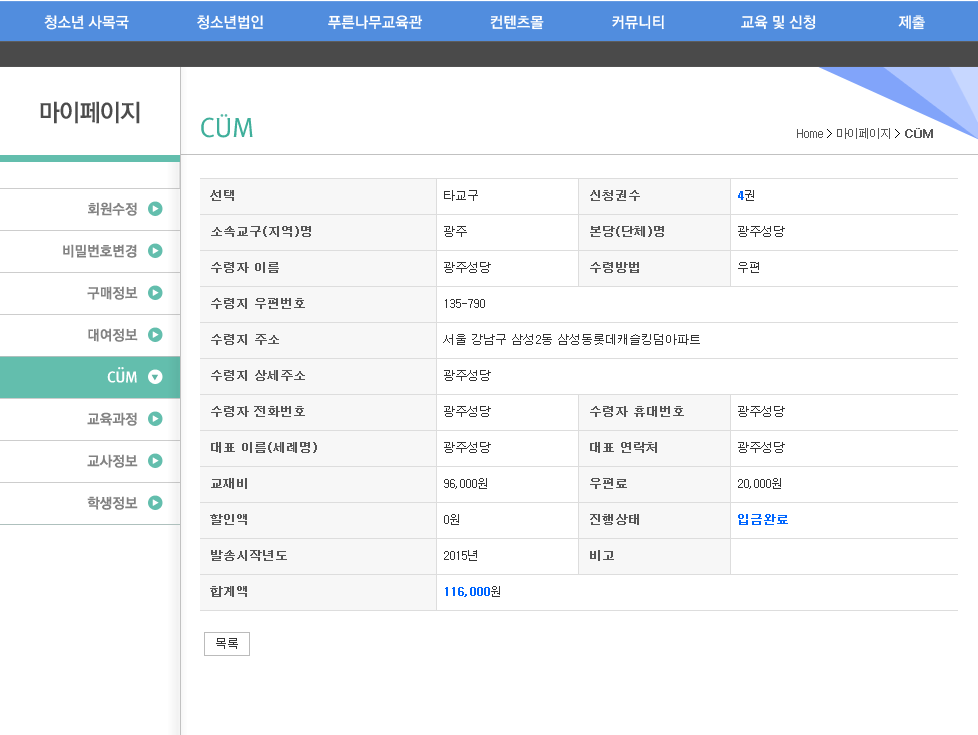 청소년 사목국 청소년법인 푸른나무교육관 컨텐츠몰 커뮤니티 교육 및 신청 제출
마이페이지
CÜM
Home > 마이페이지 > CÜM
회원수정
비밀번호변경
구매정보
대여정보
CÜM
교육과정
교사정보
학생정보
선택 타교구 신청권수 4권
소속교구(지역)명 광주 본당(단체)명 광주성당
수령자 이름 광주성당 수령방법 우편
수령지 우편번호 135-790
수령지 주소 서울 강남구 삼성2동 삼성동롯데캐슬킹덤아파트
수령지 상세주소 광주성당
수령자 전화번호 광주성당 수령자 휴대번호 광주성당
대표 이름(세례명) 광주성당 대표 연락처 광주성당
교재비 96,000원 우편료 20,000원
할인액 0원 진행상태 입금완료
발송시작년도 2015년 비고
합계액 116,000원
목록